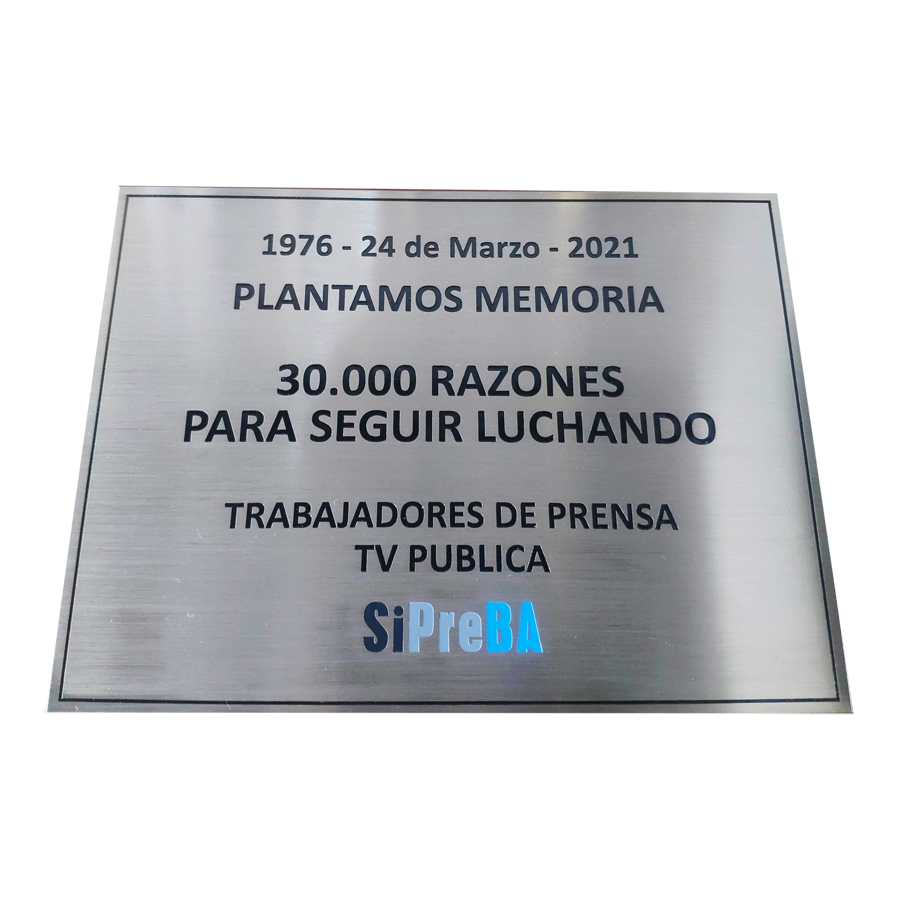 1976 - 24 de Marzo - 2021
PLANTAMOS MEMORIA
30.000 RAZONES
PARA SEGUIR LUCHANDO
TRABAJADORES DE PRENSA
TV PUBLICA
SiPreBA